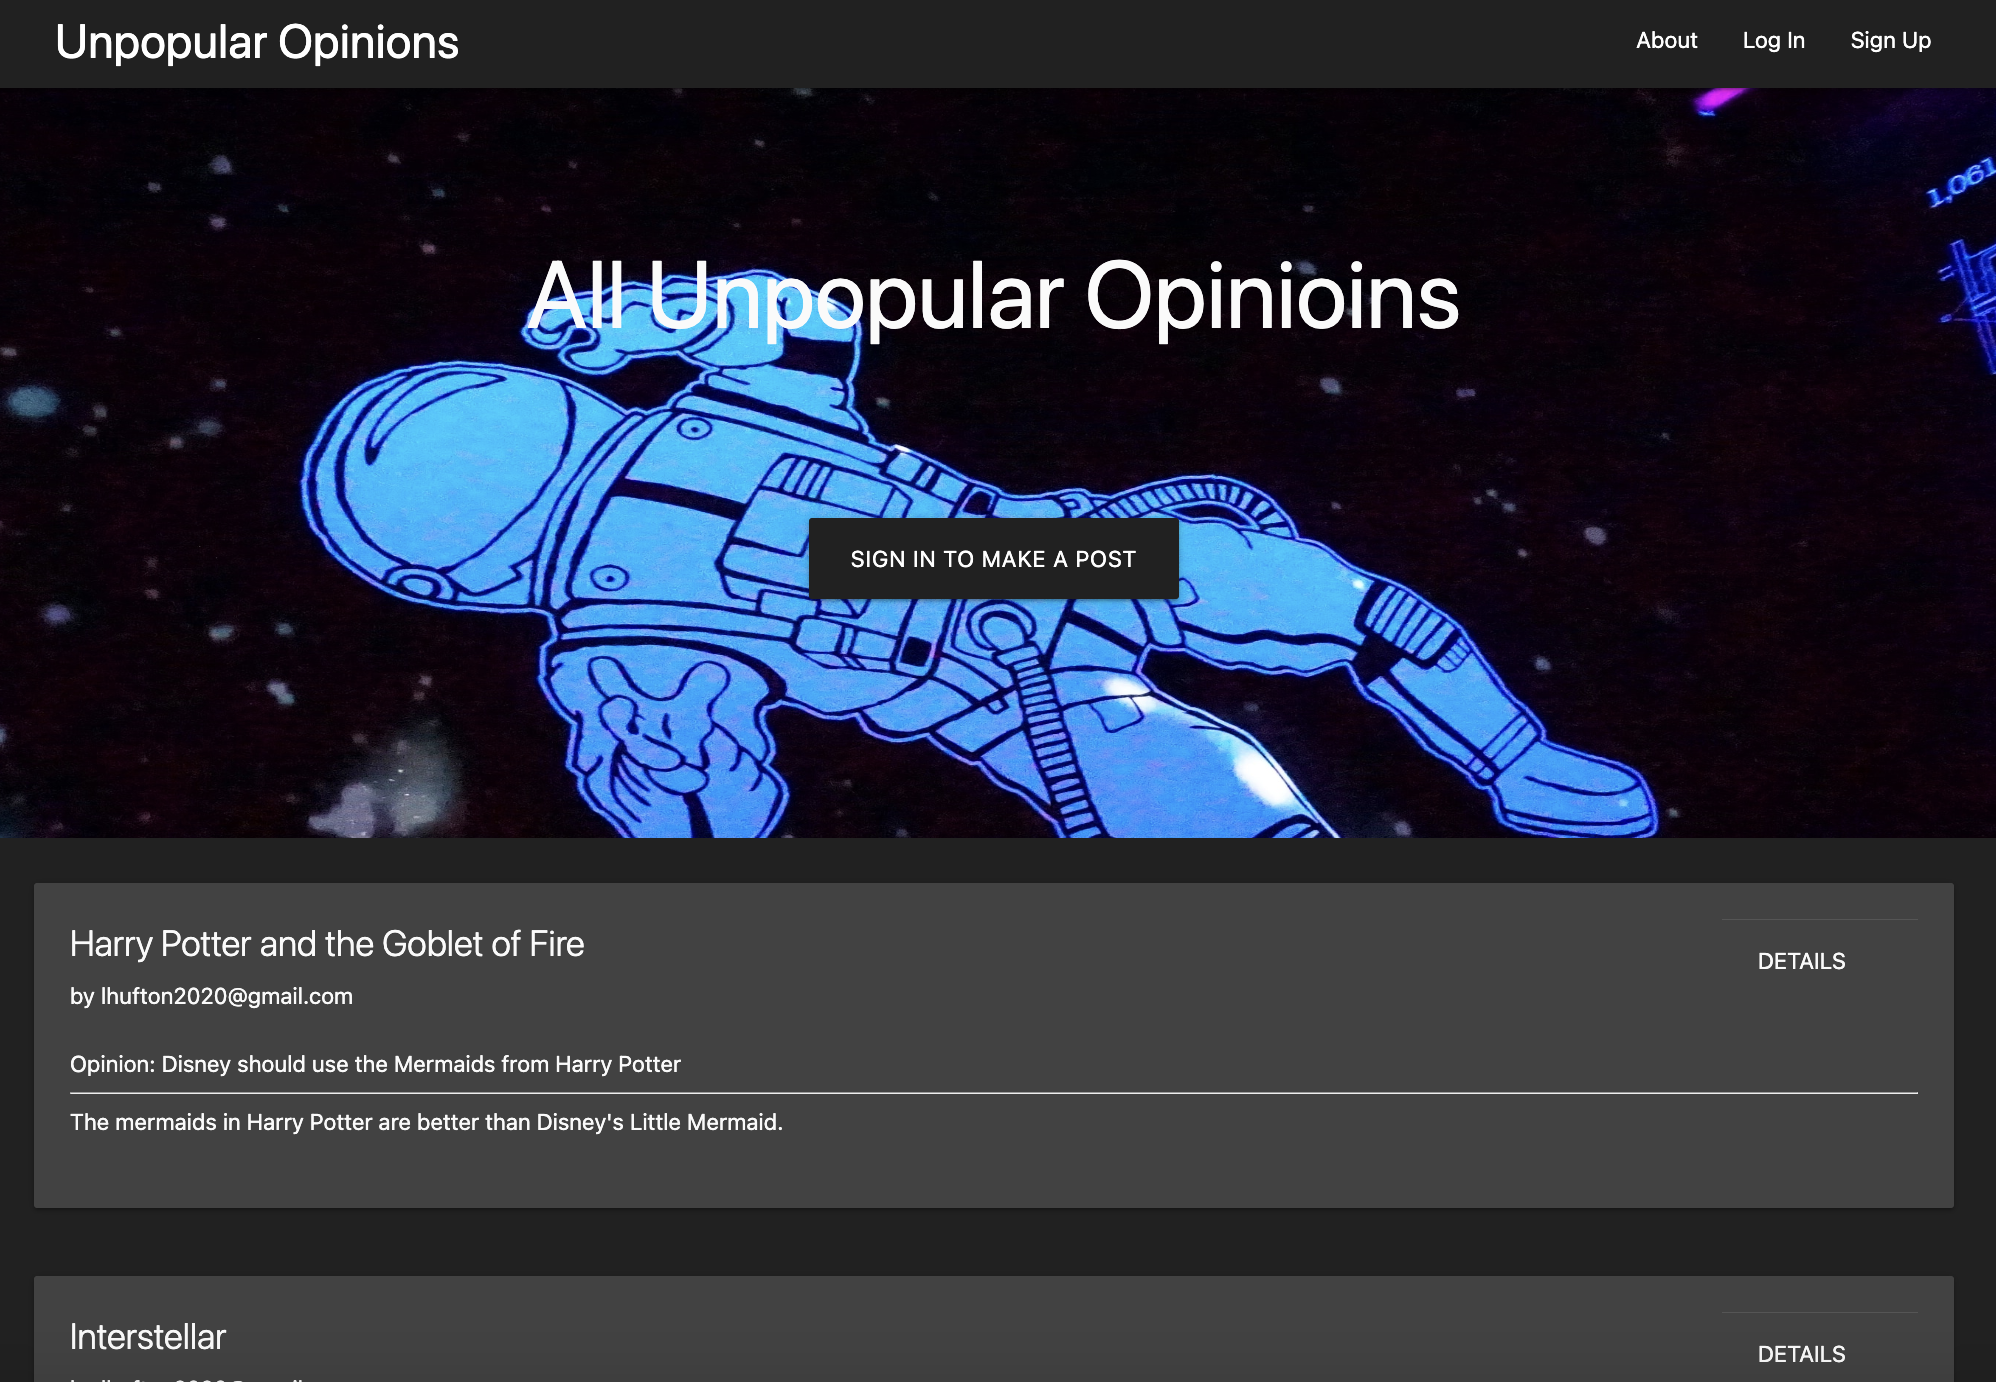 Unpopular Opinions
About Log In Sign Up
1,061
All Unpopular Opinioins
SIGN IN TO MAKE A POST
Harry Potter and the Goblet of Fire
DETAILS
by lhufton2020@gmail.com
Opinion: Disney should use the Mermaids from Harry Potter
The mermaids in Harry Potter are better than Disney's Little Mermaid.
Interstellar
DETAILS